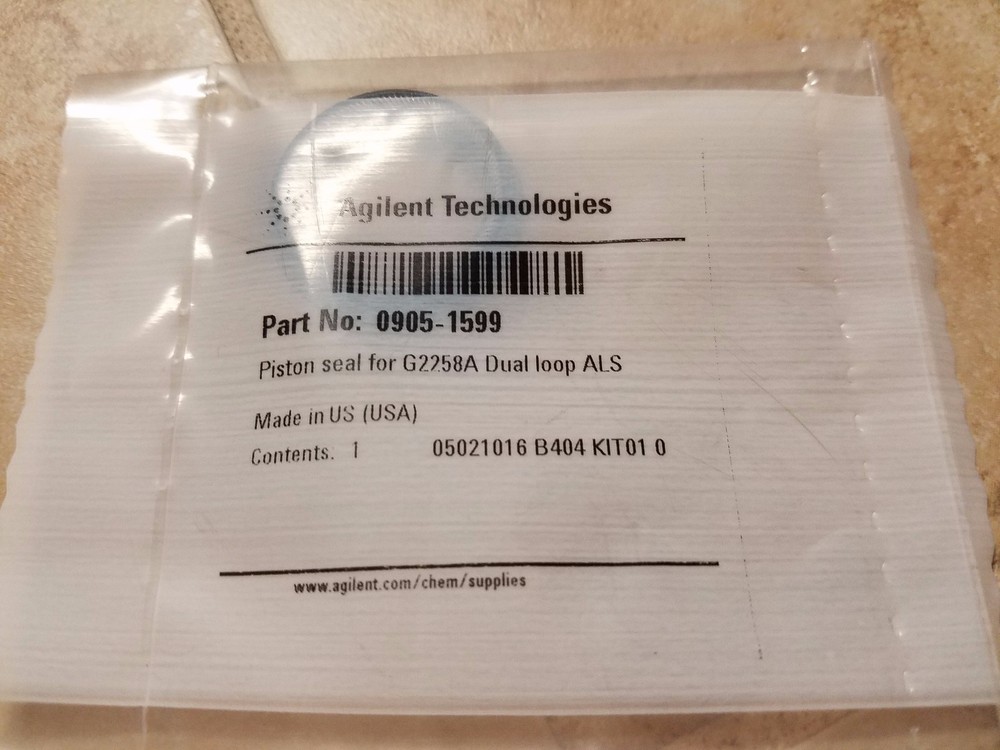 Agilent Technologies
Part No: 0905-1599
Piston seal for G2258A Dual loop ALS
Made in US (USA)
Contents. 1 05021016 B404 KIT01 0
www.agilent.com/chem/supplies